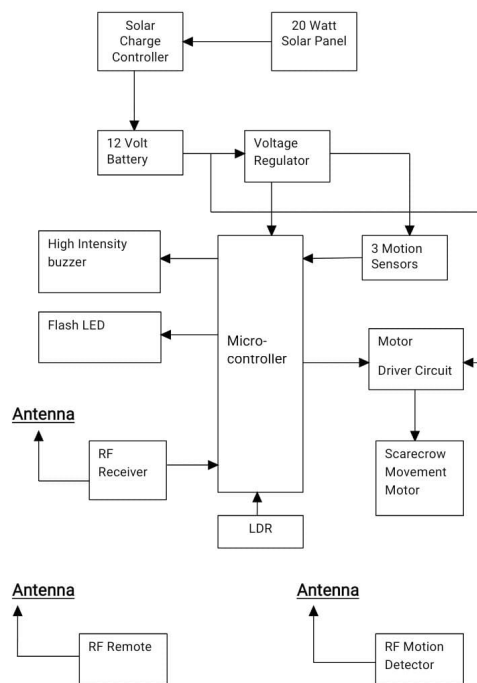 Solar
Charge
Controller
20 Watt
Solar Panel
12 Volt
Battery
Voltage
Regulator
High Intensity
buzzer
3 Motion
Sensors
Flash LED
Micro-
controller
Motor
Driver Circuit
Antenna
RF
Receiver
Scarecrow
Movement
Motor
LDR
Antenna
Antenna
RF Remote
RF Motion
Detector